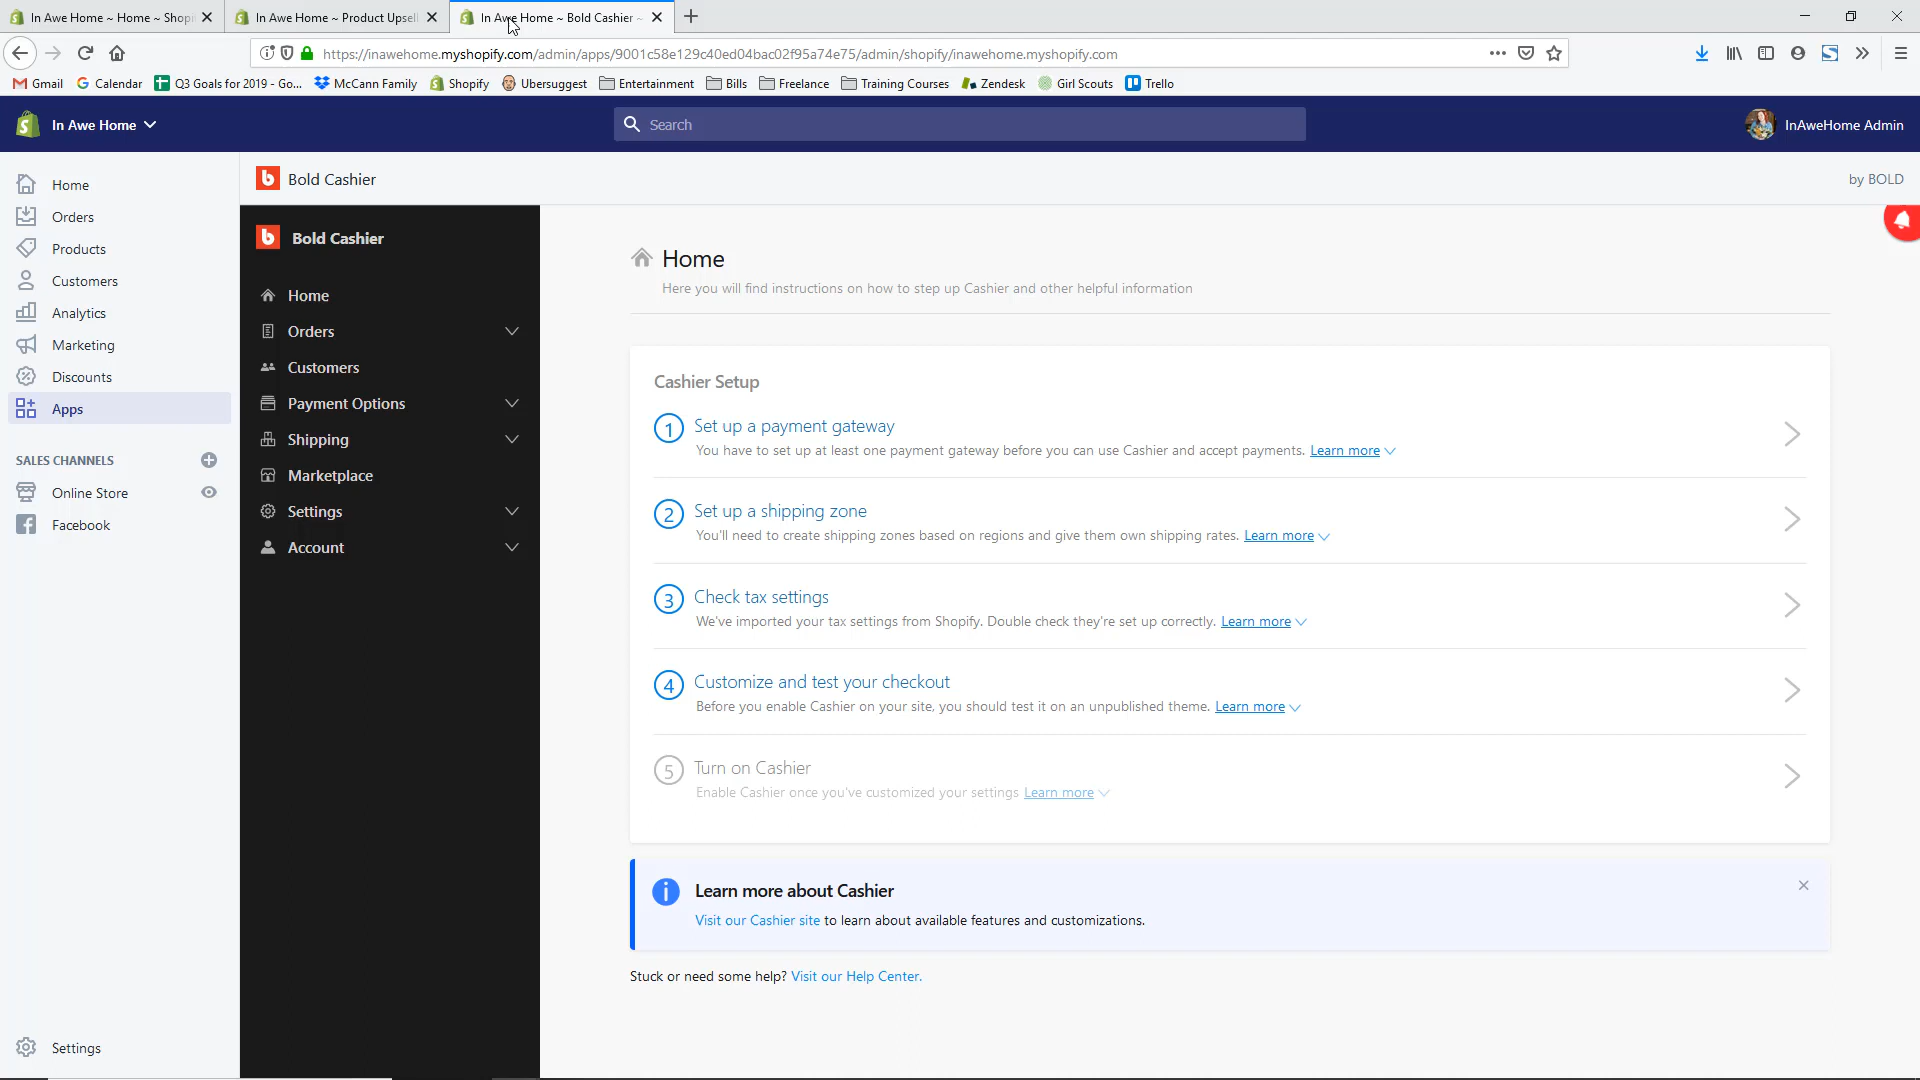 In Awe Home ~ Home ~ Shopi
In Awe Home ~ Product Upsell
In Awe Home ~ Bold Cashier ~
https://inawehome.myshopify.com/admin/apps/9001c58e129c40ed04bac02f95a74e75/admin/shopify/inawehome.myshopify.com
Gmail
Calendar
Q3 Goals for 2019 - Go...
McCann Family
Shopify
Ubersuggest
Entertainment
Bills
Freelance
Training Courses
Zendesk
Girl Scouts
Trello
In Awe Home
Search
InAweHome Admin
Home
Orders
Products
Customers
Analytics
Marketing
Discounts
Apps
SALES CHANNELS
Online Store
Facebook
Settings
Bold Cashier
by BOLD
Bold Cashier
Home
Orders
Customers
Payment Options
Shipping
Marketplace
Settings
Account
Home
Here you will find instructions on how to step up Cashier and other helpful information
Cashier Setup
1 Set up a payment gateway
You have to set up at least one payment gateway before you can use Cashier and accept payments. Learn more
2 Set up a shipping zone
You'll need to create shipping zones based on regions and give them own shipping rates. Learn more
3 Check tax settings
We've imported your tax settings from Shopify. Double check they're set up correctly. Learn more
4 Customize and test your checkout
Before you enable Cashier on your site, you should test it on an unpublished theme. Learn more
5 Turn on Cashier
Enable Cashier once you've customized your settings Learn more
Learn more about Cashier
Visit our Cashier site to learn about available features and customizations.
Stuck or need some help? Visit our Help Center.